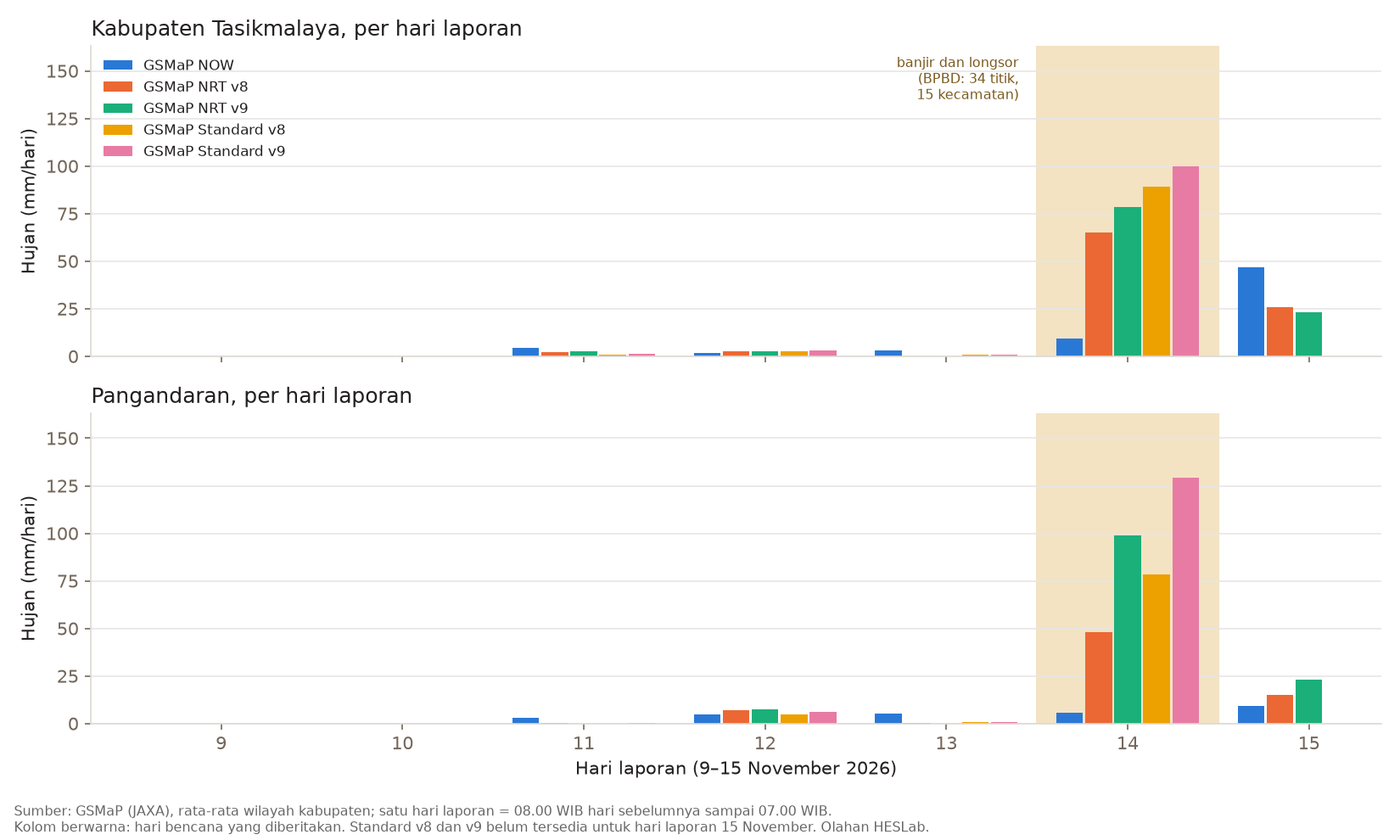 Kabupaten Tasikmalaya, per hari laporan
Hujan (mm/hari)
150
125
100
75
50
25
0
GSMaP NOW
GSMaP NRT v8
GSMaP NRT v9
GSMaP Standard v8
GSMaP Standard v9
banjir dan longsor
(BPBD: 34 titik,
15 kecamatan)
Pangandaran, per hari laporan
Hujan (mm/hari)
150
125
100
75
50
25
0
9 10 11 12 13 14 15
Hari laporan (9–15 November 2026)
Sumber: GSMaP (JAXA), rata-rata wilayah kabupaten; satu hari laporan = 08.00 WIB hari sebelumnya sampai 07.00 WIB.
Kolom berwarna: hari bencana yang diberitakan. Standard v8 dan v9 belum tersedia untuk hari laporan 15 November. Olahan HESLab.